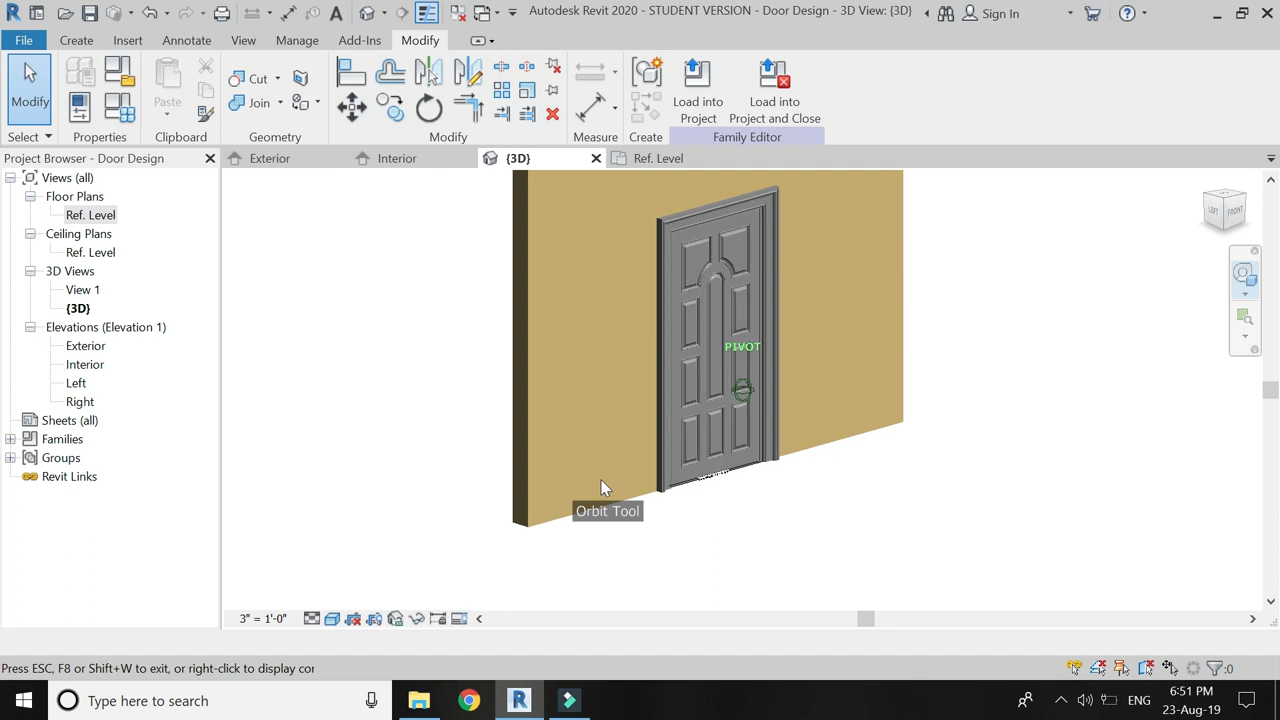 Autodesk Revit 2020 - STUDENT VERSION - Door Design - 3D View: {3D}
Sign In
File
Create
Insert
Annotate
View
Manage
Add-Ins
Modify
Modify
Paste
Cut
Join
Load into
Project
Load into
Project and Close
Select
Properties
Clipboard
Geometry
Modify
Measure
Create
Family Editor
Project Browser - Door Design
Exterior
Interior
{3D}
Ref. Level
Views (all)
Floor Plans
Ref. Level
Ceiling Plans
Ref. Level
3D Views
View 1
{3D}
Elevations (Elevation 1)
Exterior
Interior
Left
Right
Sheets (all)
Families
Groups
Revit Links
LEFT
FRONT
PIVOT
Orbit Tool
3" = 1'-0"
Press ESC, F8 or Shift+W to exit, or right-click to display cor
:0
Type here to search
ENG
6:51 PM
23-Aug-19